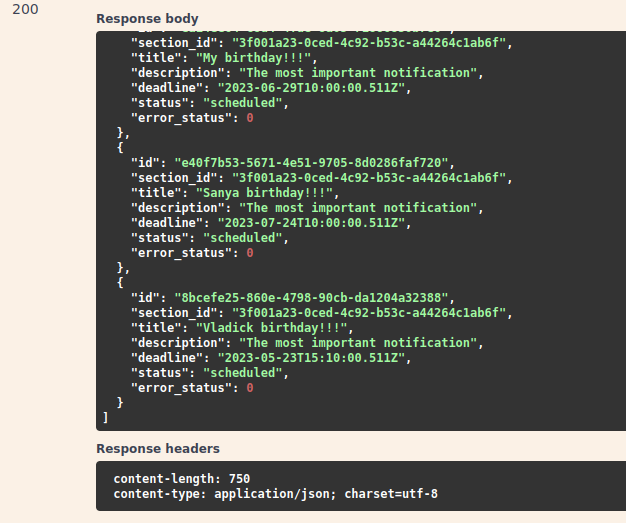 200
Response body
"section_id": "3f001a23-0ced-4c92-b53c-a44264c1ab6f",
"title": "My birthday!!!",
"description": "The most important notification",
"deadline": "2023-06-29T10:00:00.511Z",
"status": "scheduled",
"error_status": 0
},
{
"id": "e40f7b53-5671-4e51-9705-8d0286faf720",
"section_id": "3f001a23-0ced-4c92-b53c-a44264c1ab6f",
"title": "Sanya birthday!!!",
"description": "The most important notification",
"deadline": "2023-07-24T10:00:00.511Z",
"status": "scheduled",
"error_status": 0
},
{
"id": "8bcefe25-860e-4798-90cb-da1204a32388",
"section_id": "3f001a23-0ced-4c92-b53c-a44264c1ab6f",
"title": "Vladick birthday!!!",
"description": "The most important notification",
"deadline": "2023-05-23T15:10:00.511Z",
"status": "scheduled",
"error_status": 0
}
]
Response headers
content-length: 750
content-type: application/json; charset=utf-8